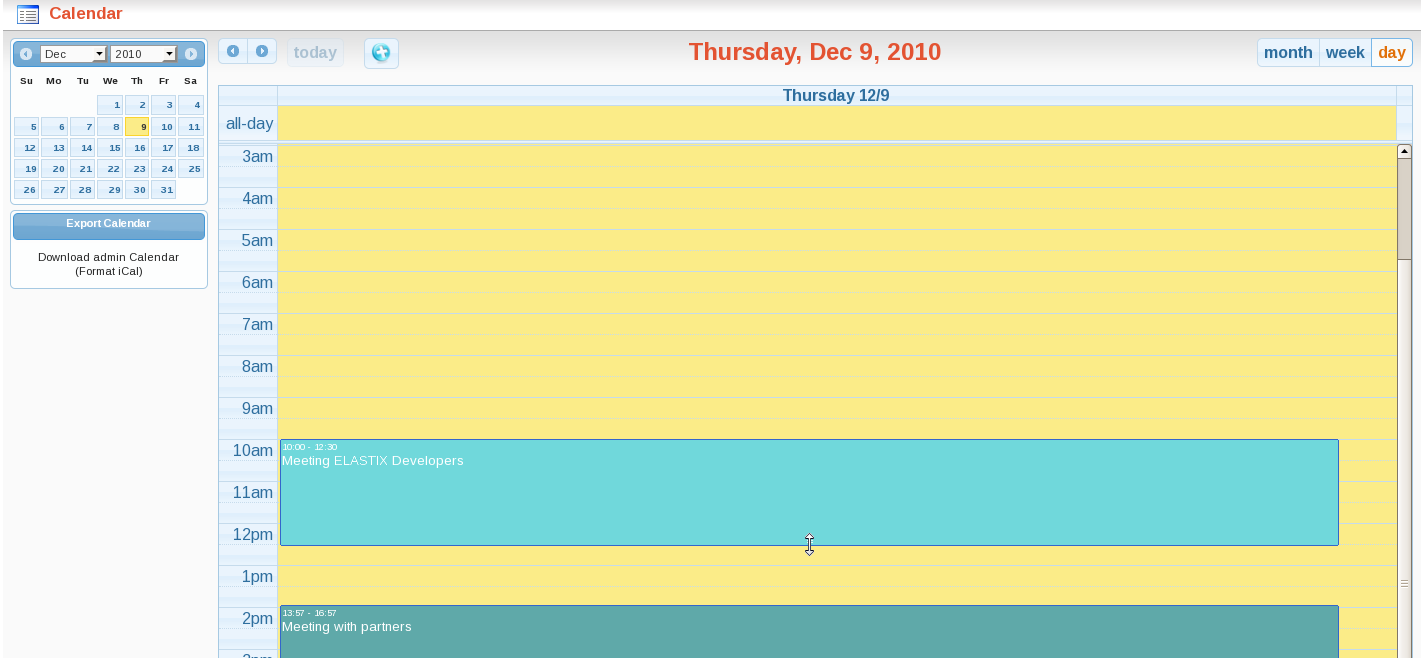 Calendar
Dec 2010
Su Mo Tu We Th Fr Sa
1 2 3 4
5 6 7 8 9 10 11
12 13 14 15 16 17 18
19 20 21 22 23 24 25
26 27 28 29 30 31
Export Calendar
Download admin Calendar
(Format iCal)
today
Thursday, Dec 9, 2010
month week day
Thursday 12/9
all-day
3am
4am
5am
6am
7am
8am
9am
10am
10:00 - 12:30
Meeting ELASTIX Developers
11am
12pm
1pm
2pm
13:57 - 16:57
Meeting with partners
3pm